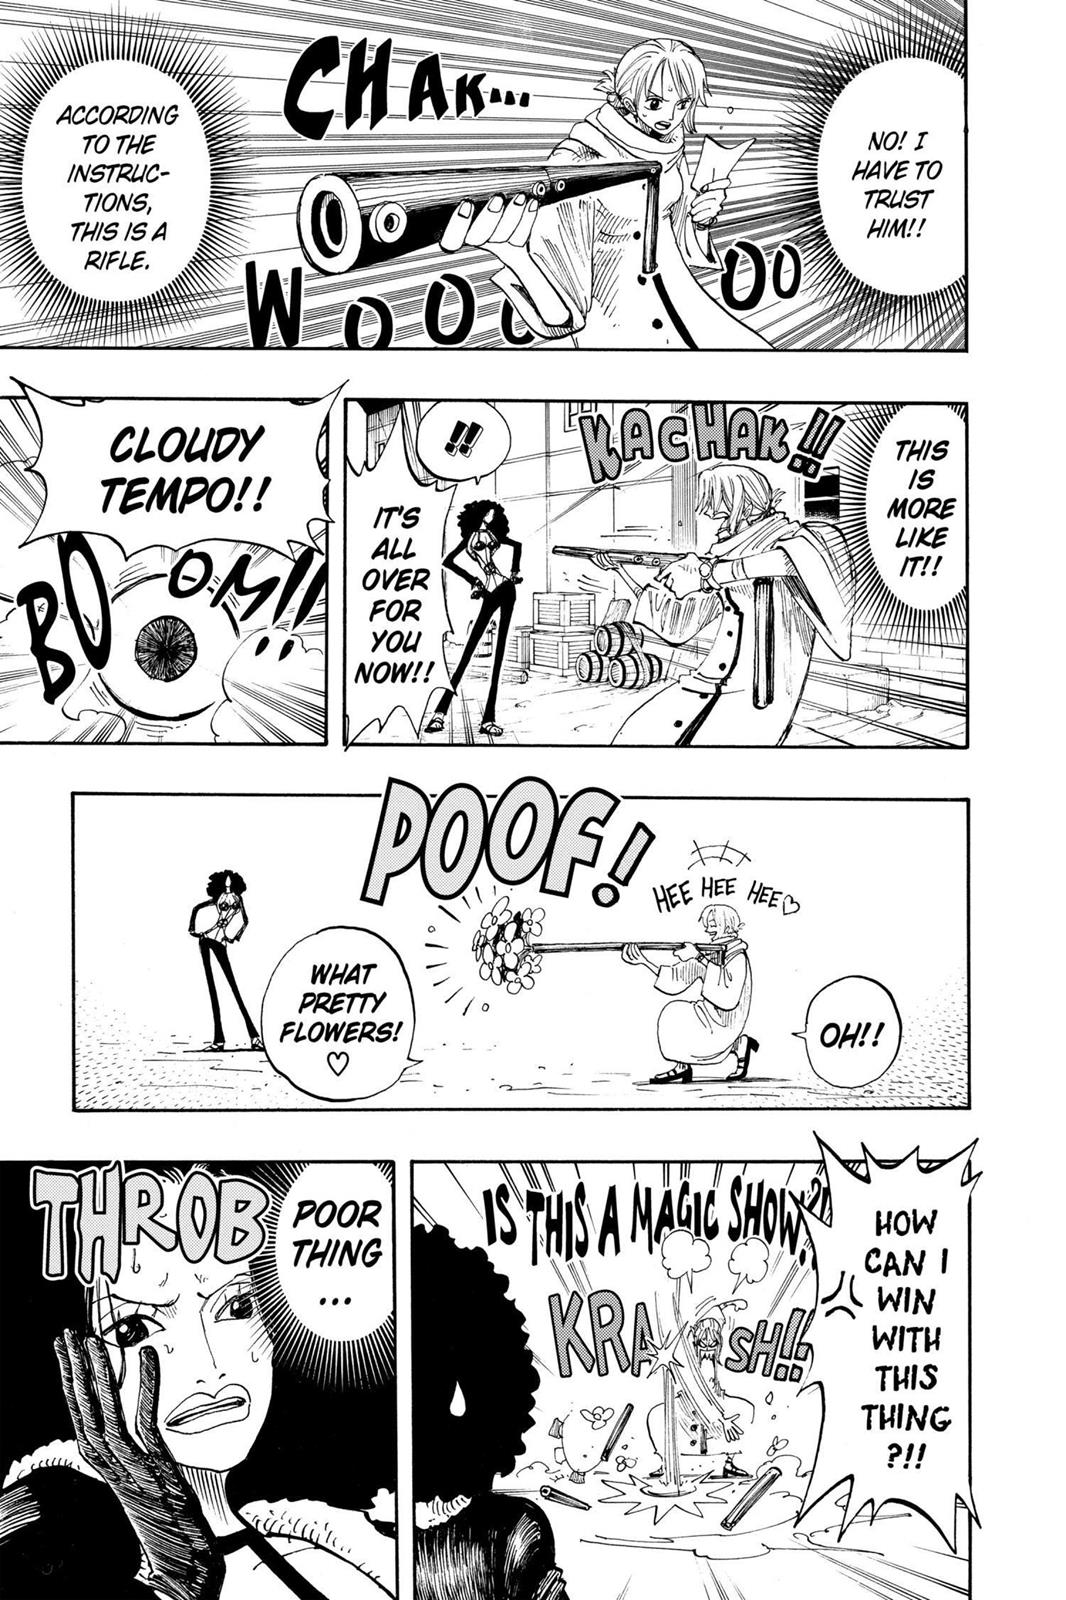 NO! I
HAVE TO
TRUST
HIM!!
CHAK...
ACCORDING
TO THE
INSTRUC-
TIONS,
THIS IS A
RIFLE.
WOOO OO
THIS
IS
MORE
LIKE
IT!!
KACHAK!!
!!
IT'S
ALL
OVER
FOR
YOU
NOW!!
CLOUDY
TEMPO!!
BOOM!!
POOF!
HEE HEE HEE♡
OH!!
WHAT
PRETTY
FLOWERS!
♡
HOW
CAN I
WIN
WITH
THIS
THING
?!!
IS THIS A MAGIC SHOW?!
KRASH!!
POOR
THING
...
THROB